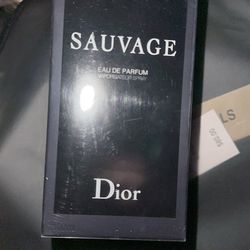 SAUVAGE
EAU DE PARFUM
VAPORISATEUR SPRAY
Dior
LS